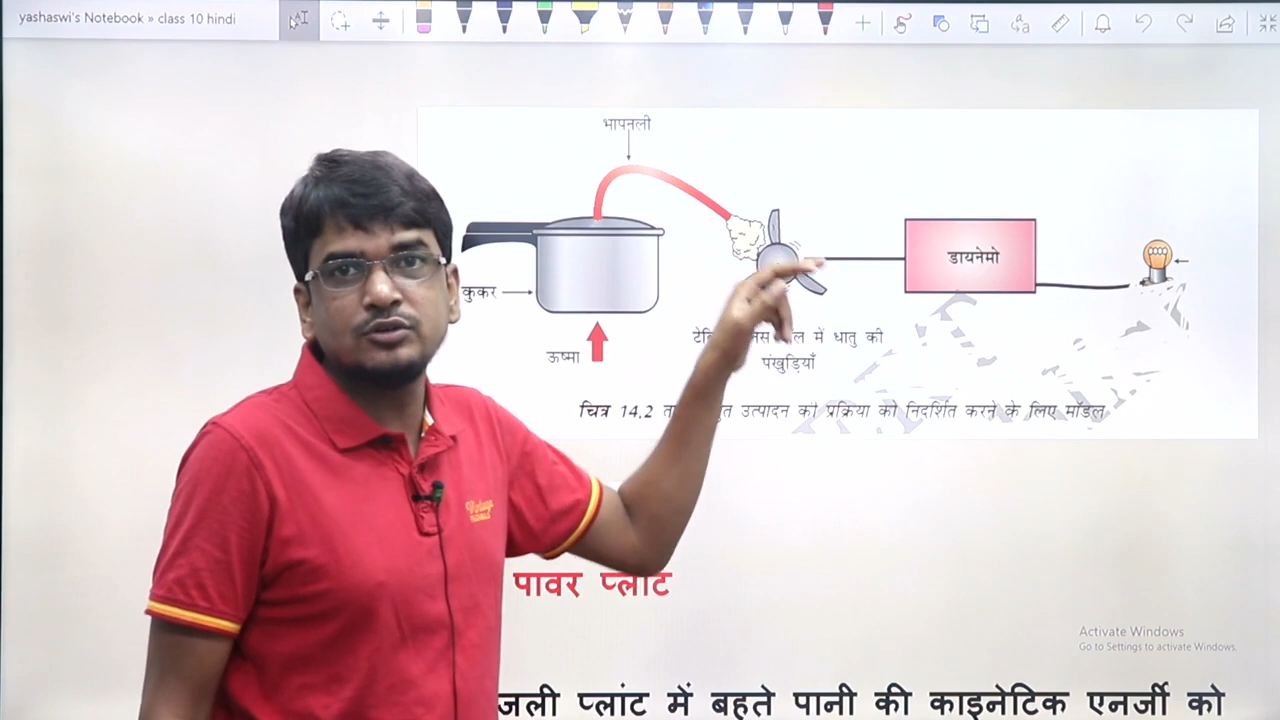 yashaswi's Notebook » class 10 hindi
भापनली
डायनेमो
कुकर
ऊष्मा
में धातु की
पंखुड़ियाँ
चित्र 14.2 उत्पादन की प्रक्रिया को निदर्शित करने के लिए मॉडल
पावर प्लांट
Activate Windows
Go to Settings to activate Windows.
प्लांट में बहते पानी की काइनेटिक एनर्जी को